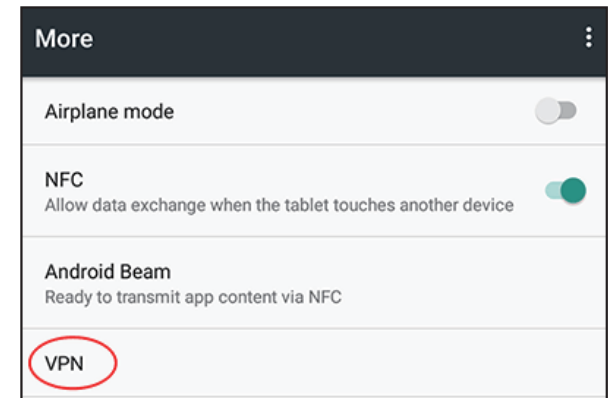 More
Airplane mode
NFC
Allow data exchange when the tablet touches another device
Android Beam
Ready to transmit app content via NFC
VPN